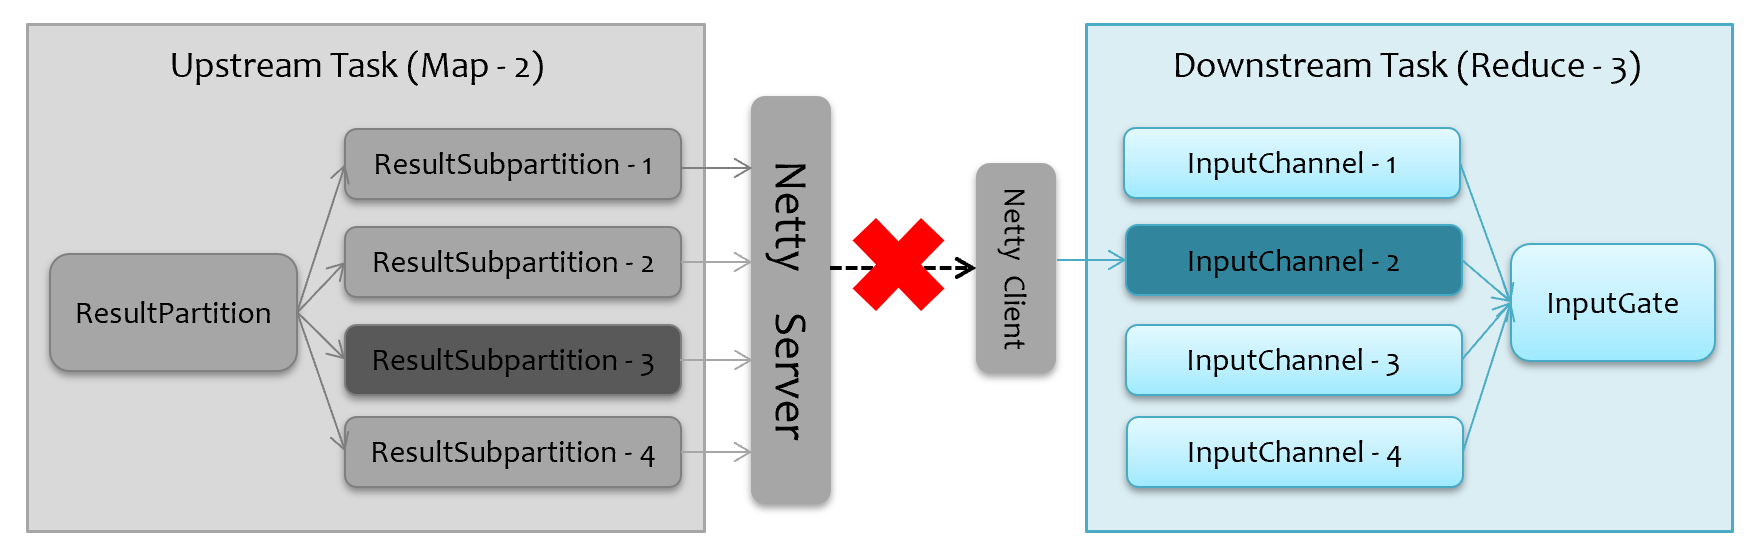 Upstream Task (Map - 2)
ResultPartition
ResultSubpartition - 1
ResultSubpartition - 2
ResultSubpartition - 3
ResultSubpartition - 4
Netty Server
Netty Client
Downstream Task (Reduce - 3)
InputChannel - 1
InputChannel - 2
InputChannel - 3
InputChannel - 4
InputGate